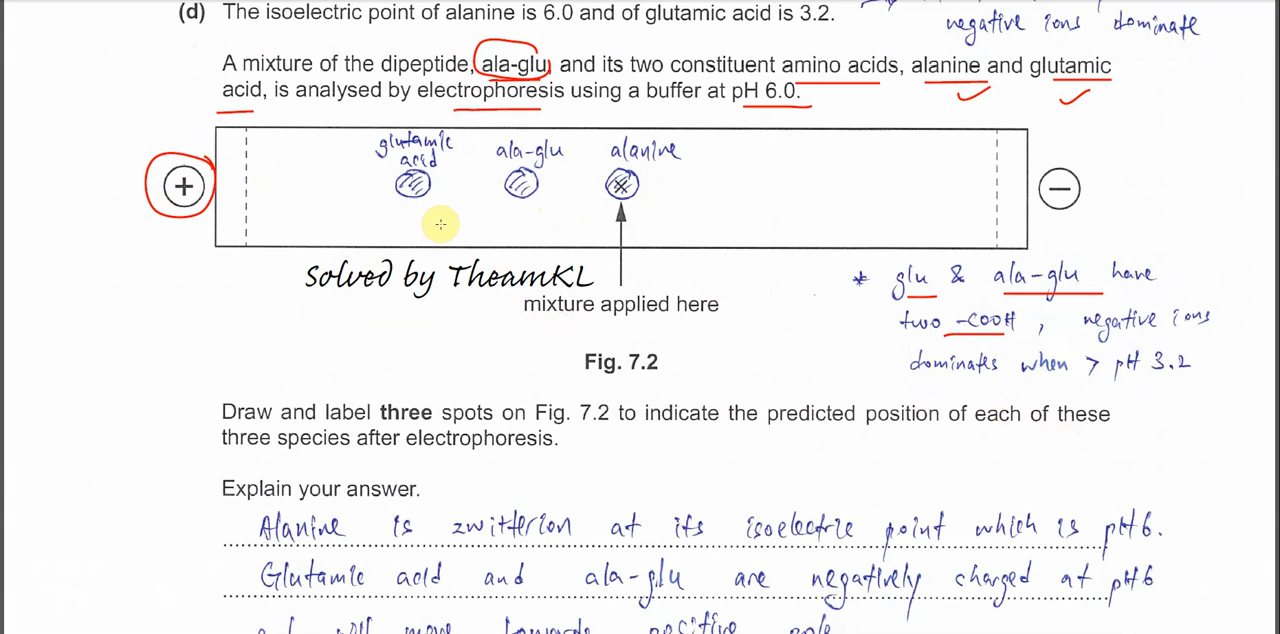 negative ions dominate
(d) The isoelectric point of alanine is 6.0 and of glutamic acid is 3.2.
A mixture of the dipeptide, ala-glu, and its two constituent amino acids, alanine and glutamic
acid, is analysed by electrophoresis using a buffer at pH 6.0.
glutamic
acid
ala-glu
alanine
+
−
Solved by TheamKL
mixture applied here
* glu & ala-glu have
two -COOH, negative ions
dominates when > pH 3.2
Fig. 7.2
Draw and label three spots on Fig. 7.2 to indicate the predicted position of each of these
three species after electrophoresis.
Explain your answer.
Alanine is zwitterion at its isoelectric point which is pH6.
Glutamic acid and ala-glu are negatively charged at pH6
and will move towards positive pole